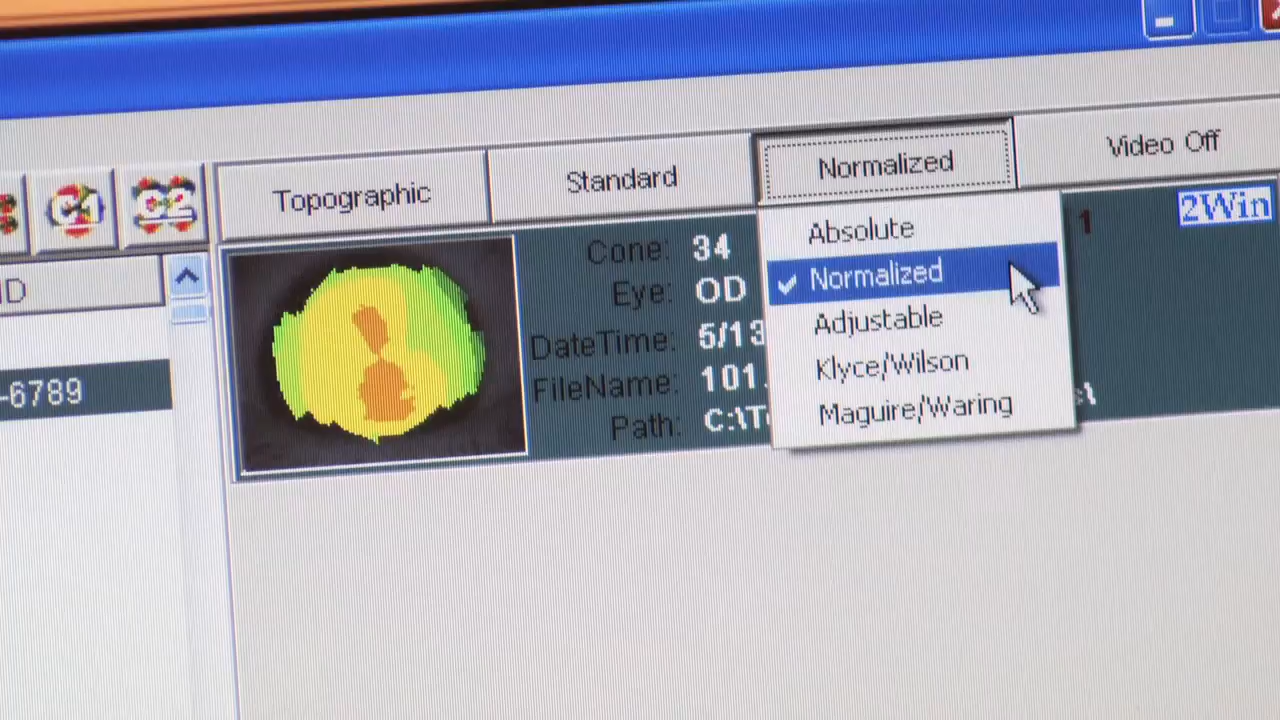 Topographic Standard Normalized Video Off
Absolute
Normalized
Adjustable
Klyce/Wilson
Maguire/Waring
Cone: 34
Eye: OD
DateTime: 5/13
FileName: 101.
Path: C:\T
1
2Win
-6789